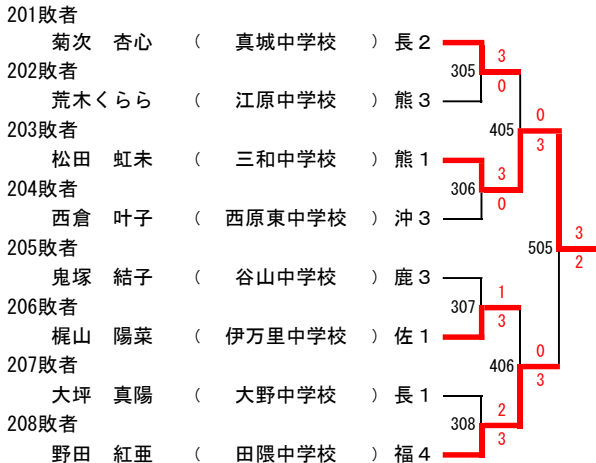 201敗者
菊次　杏心　（　真城中学校　）長２
3
305
202敗者
0
荒木くらら　（　江原中学校　）熊３
0
203敗者
405
3
松田　虹未　（　三和中学校　）熊１
3
306
204敗者
0
西倉　叶子　（　西原東中学校　）沖３
3
205敗者
505
2
鬼塚　結子　（　谷山中学校　）鹿３
1
206敗者
307
3
梶山　陽菜　（　伊万里中学校　）佐１
0
207敗者
406
3
大坪　真陽　（　大野中学校　）長１
2
208敗者
308
3
野田　紅亜　（　田隈中学校　）福４